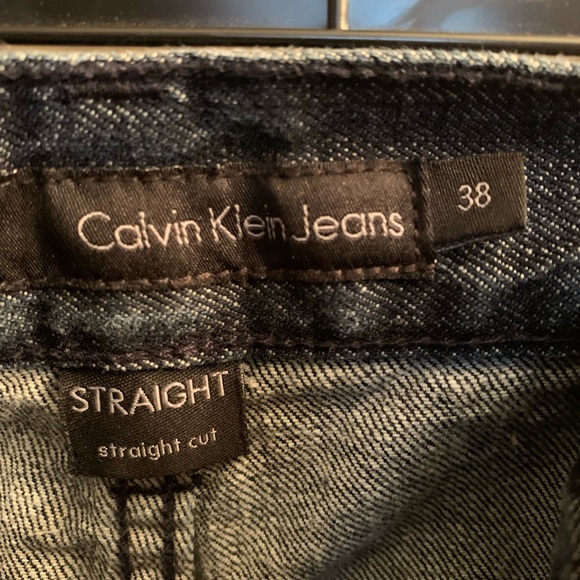 Calvin Klein Jeans
38
STRAIGHT
straight cut